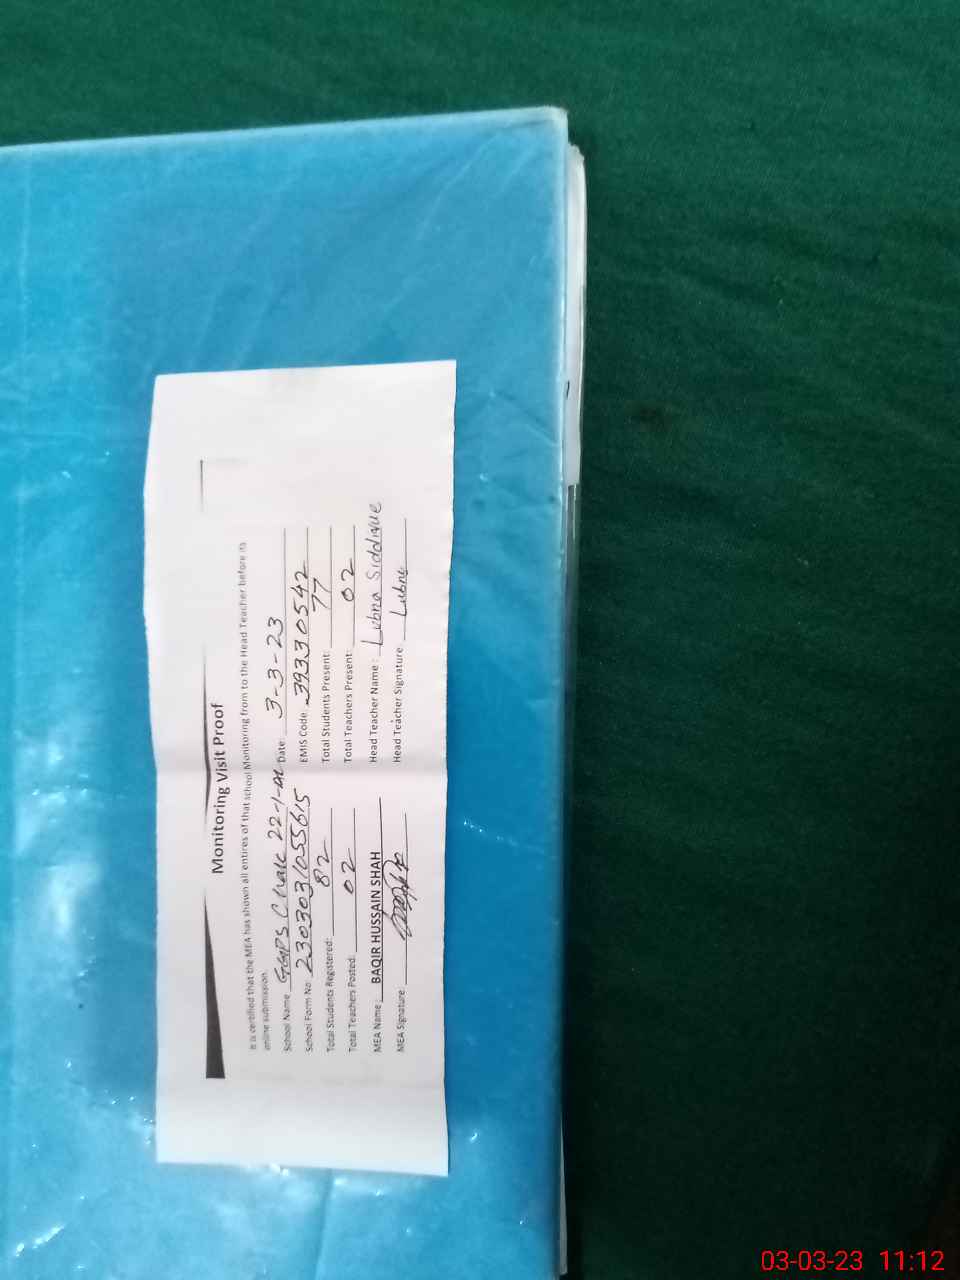 Monitoring Visit Proof
It is certified that the MEA has shown all entires of that school Monitoring from to the Head Teacher before its
online submission.
School Name GGPS Chak 22-1-AL Date: 3-3-23
School Form No 2303031055615 EMIS Code: 39330542
Total Students Registered: 82 Total Students Present: 77
Total Teachers Posted: 02 Total Teachers Present: 02
MEA Name: BAQIR HUSSAIN SHAH Head Teacher Name: Lubna Siddique
MEA Signature Head Teacher Signature Lubna
03-03-23 11:12